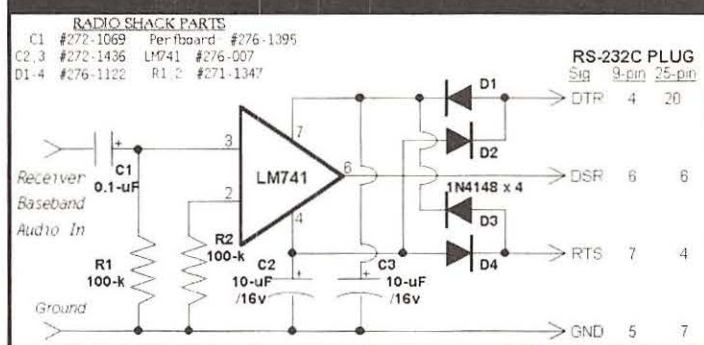 RADIO SHACK PARTS
C1 #272-1069 Perfboard #276-1395
C2,3 #272-1436 LM741 #276-007
D1-4 #276-1122 R1,2 #271-1347
RS-232C PLUG
Sig 9-pin 25-pin
D1
DTR 4 20
7
3
D2
C1
0.1-uF
LM741
6
DSR 6 6
Receiver
Baseband
Audio In
2
1N4148 x 4
4
D3
R1
100-k
R2
100-k
C2
10-uF
/16v
C3
10-uF
/16v
D4
RTS 7 4
Ground
GND 5 7
+
+
+